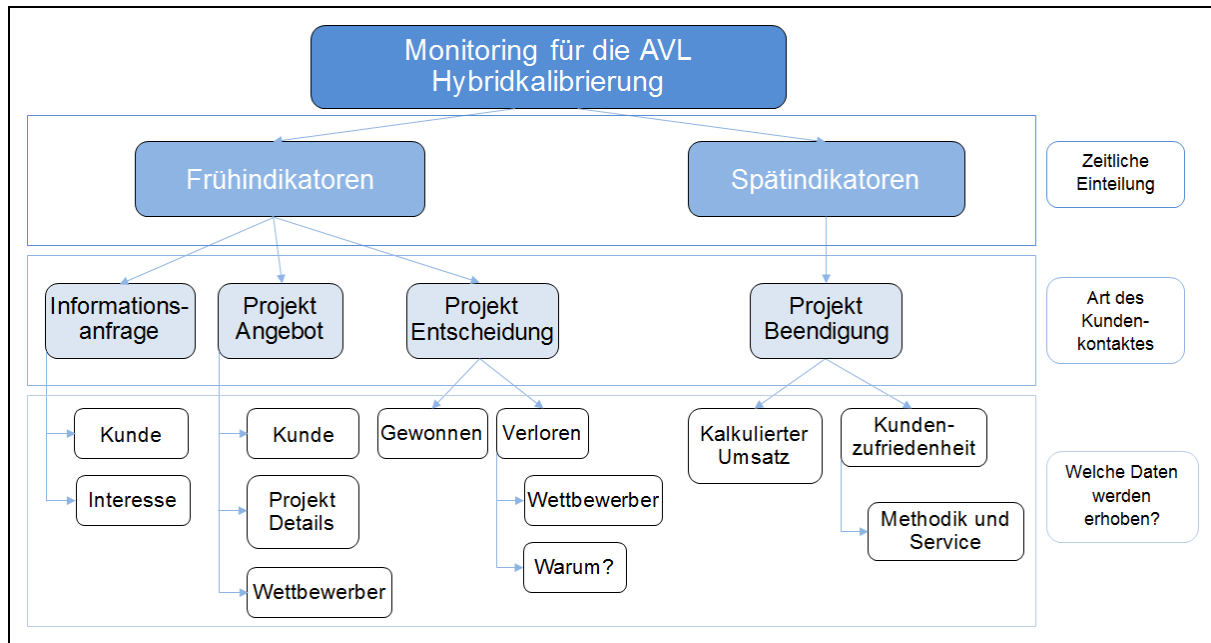 Monitoring für die AVL
Hybridkalibrierung
Frühindikatoren
Spätindikatoren
Zeitliche
Einteilung
Informations-
anfrage
Projekt
Angebot
Projekt
Entscheidung
Projekt
Beendigung
Art des
Kunden-
kontaktes
Kunde
Interesse
Kunde
Projekt
Details
Wettbewerber
Gewonnen
Verloren
Wettbewerber
Warum?
Kalkulierter
Umsatz
Kunden-
zufriedenheit
Methodik und
Service
Welche Daten
werden
erhoben?